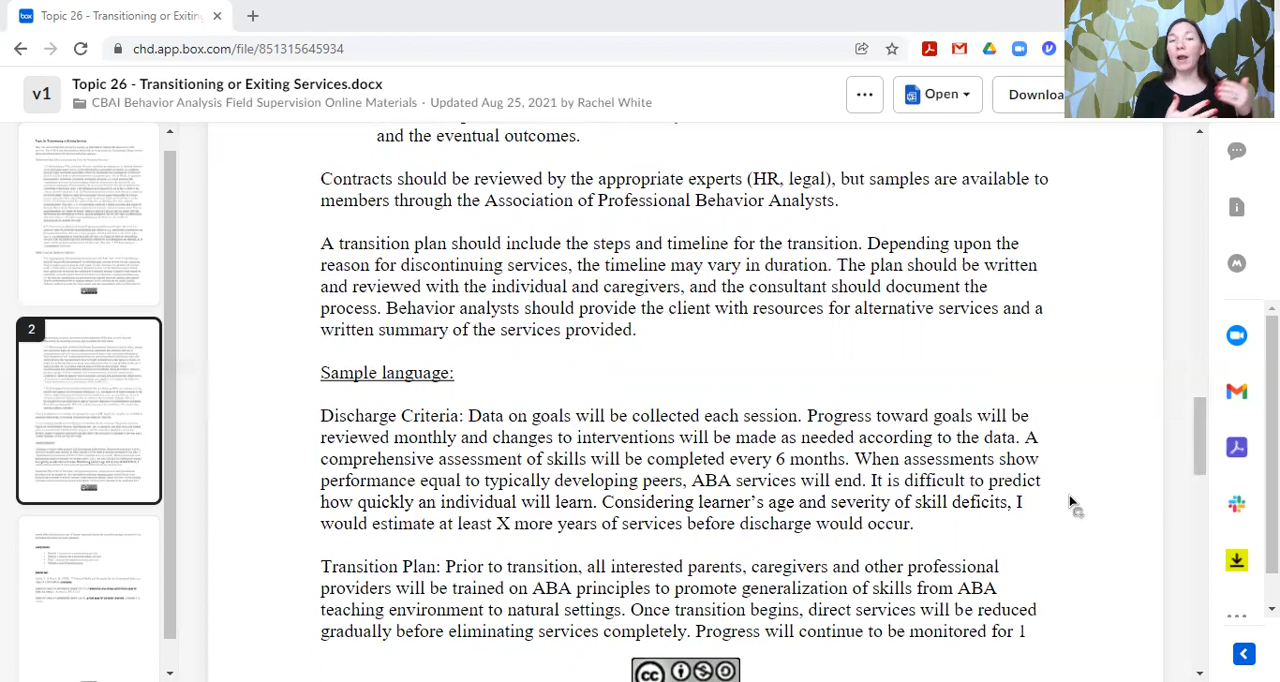 Topic 26 - Transitioning or Exiting
chd.app.box.com/file/851315645934
v1
Topic 26 - Transitioning or Exiting Services.docx
CBAI Behavior Analysis Field Supervision Online Materials · Updated Aug 25, 2021 by Rachel White
Open
Downloa
and the eventual outcomes.
Contracts should be reviewed by the appropriate experts (HR, legal), but samples are available to
members through the Association of Professional Behavior Analysts.
A transition plan should outline the steps and timeline for the transition. Depending upon the
reason for discontinuing services, the timeline may vary in duration. The plan should be written
and reviewed with the individual and caregivers, and the consultant should document the
process. Behavior analysts should provide the client with resources for alternative services and a
written summary of the services provided.
Sample language:
Discharge Criteria: Data on goals will be collected each session. Progress toward goals will be
reviewed monthly and changes to interventions will be made as needed according to the data. A
comprehensive assessment of skills will be completed every 6 months. When assessments show
performance equal to typically developing peers, ABA services will end. It is difficult to predict
how quickly an individual will learn. Considering learner's age and severity of skill deficits, I
would estimate at least X more years of services before discharge would occur.
Transition Plan: Prior to transition, all interested parents, caregivers and other professional
providers will be trained on ABA principles to promote generalization of skills from ABA
teaching environment to natural settings. Once transition begins, direct services will be reduced
gradually before eliminating services completely. Progress will continue to be monitored for 1
2
cc